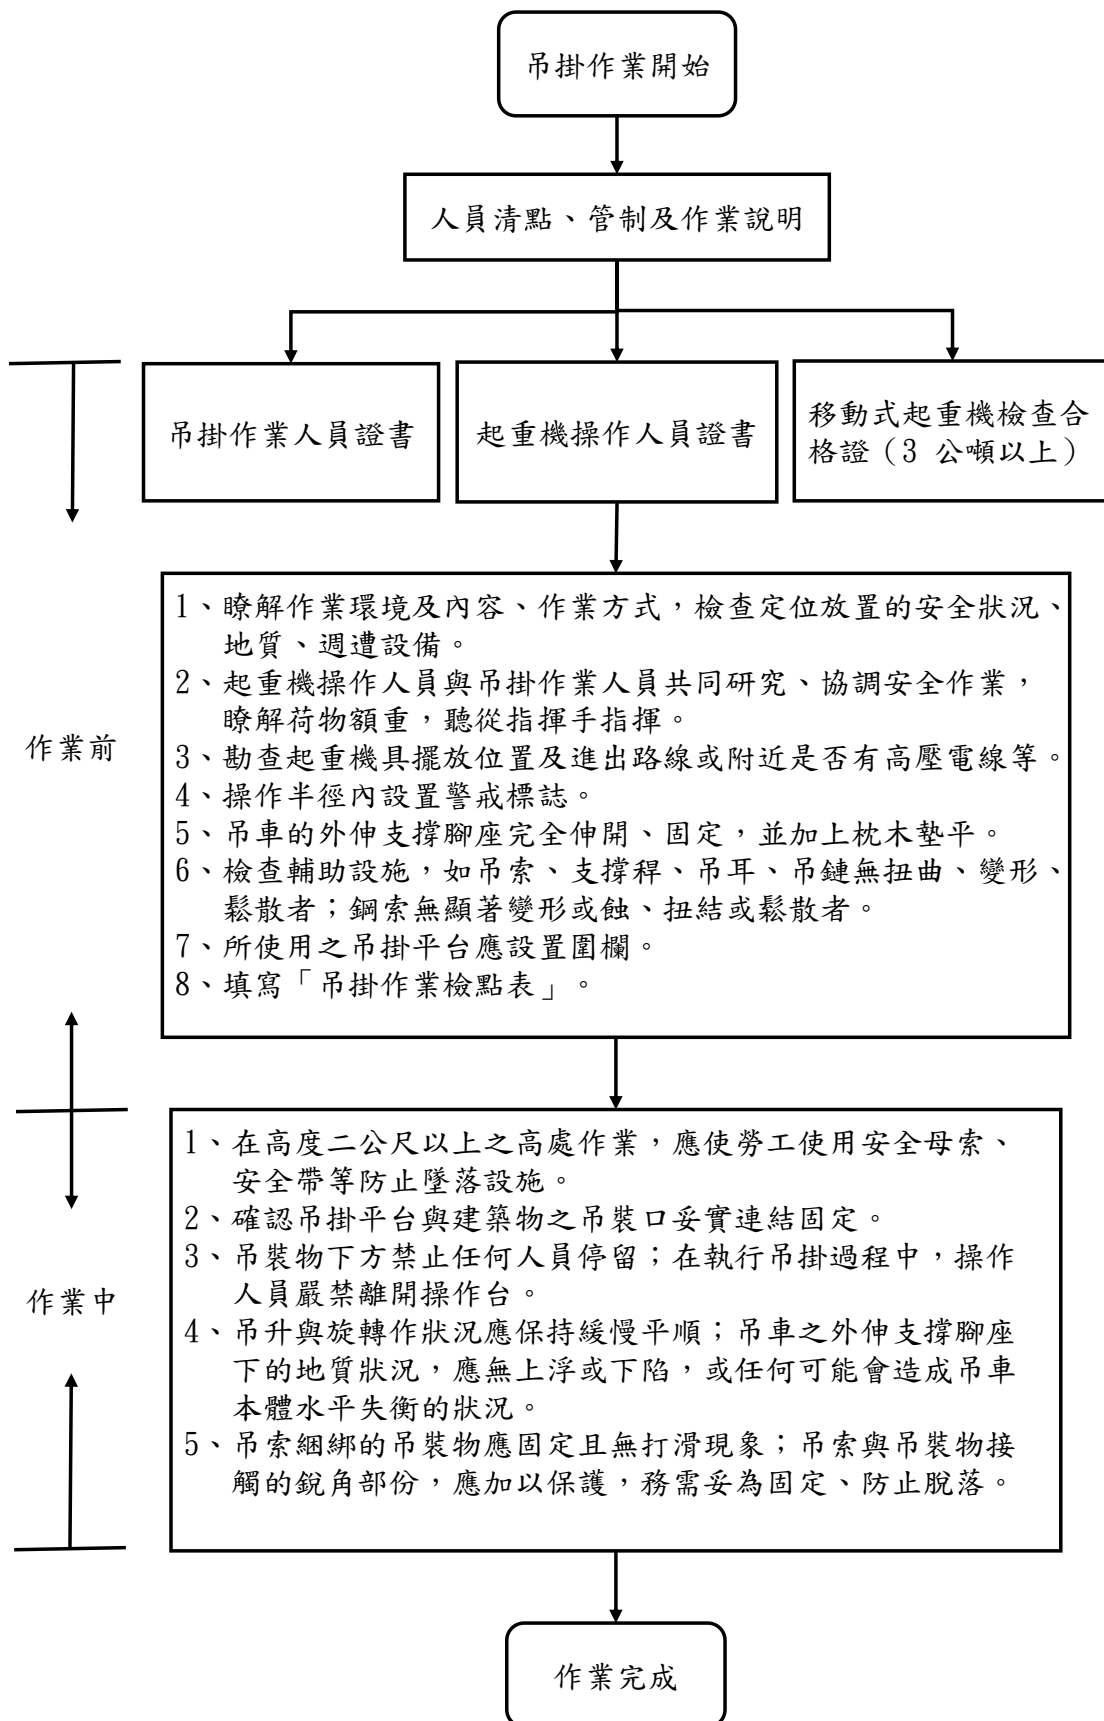 吊掛作業開始
人員清點、管制及作業說明
吊掛作業人員證書
起重機操作人員證書
移動式起重機檢查合
格證（3 公噸以上）
作業前
1、瞭解作業環境及內容、作業方式，檢查定位放置的安全狀況、
地質、週遭設備。
2、起重機操作人員與吊掛作業人員共同研究、協調安全作業，
瞭解荷物額重，聽從指揮手指揮。
3、勘查起重機具擺放位置及進出路線或附近是否有高壓電線等。
4、操作半徑內設置警戒標誌。
5、吊車的外伸支撐腳座完全伸開、固定，並加上枕木墊平。
6、檢查輔助設施，如吊索、支撐稈、吊耳、吊鏈無扭曲、變形、
鬆散者；鋼索無顯著變形或蝕、扭結或鬆散者。
7、所使用之吊掛平台應設置圍欄。
8、填寫「吊掛作業檢點表」。
作業中
1、在高度二公尺以上之高處作業，應使勞工使用安全母索、
安全帶等防止墜落設施。
2、確認吊掛平台與建築物之吊裝口妥實連結固定。
3、吊裝物下方禁止任何人員停留；在執行吊掛過程中，操作
人員嚴禁離開操作台。
4、吊升與旋轉作狀況應保持緩慢平順；吊車之外伸支撐腳座
下的地質狀況，應無上浮或下陷，或任何可能會造成吊車
本體水平失衡的狀況。
5、吊索綑綁的吊裝物應固定且無打滑現象；吊索與吊裝物接
觸的銳角部份，應加以保護，務需妥為固定、防止脫落。
作業完成